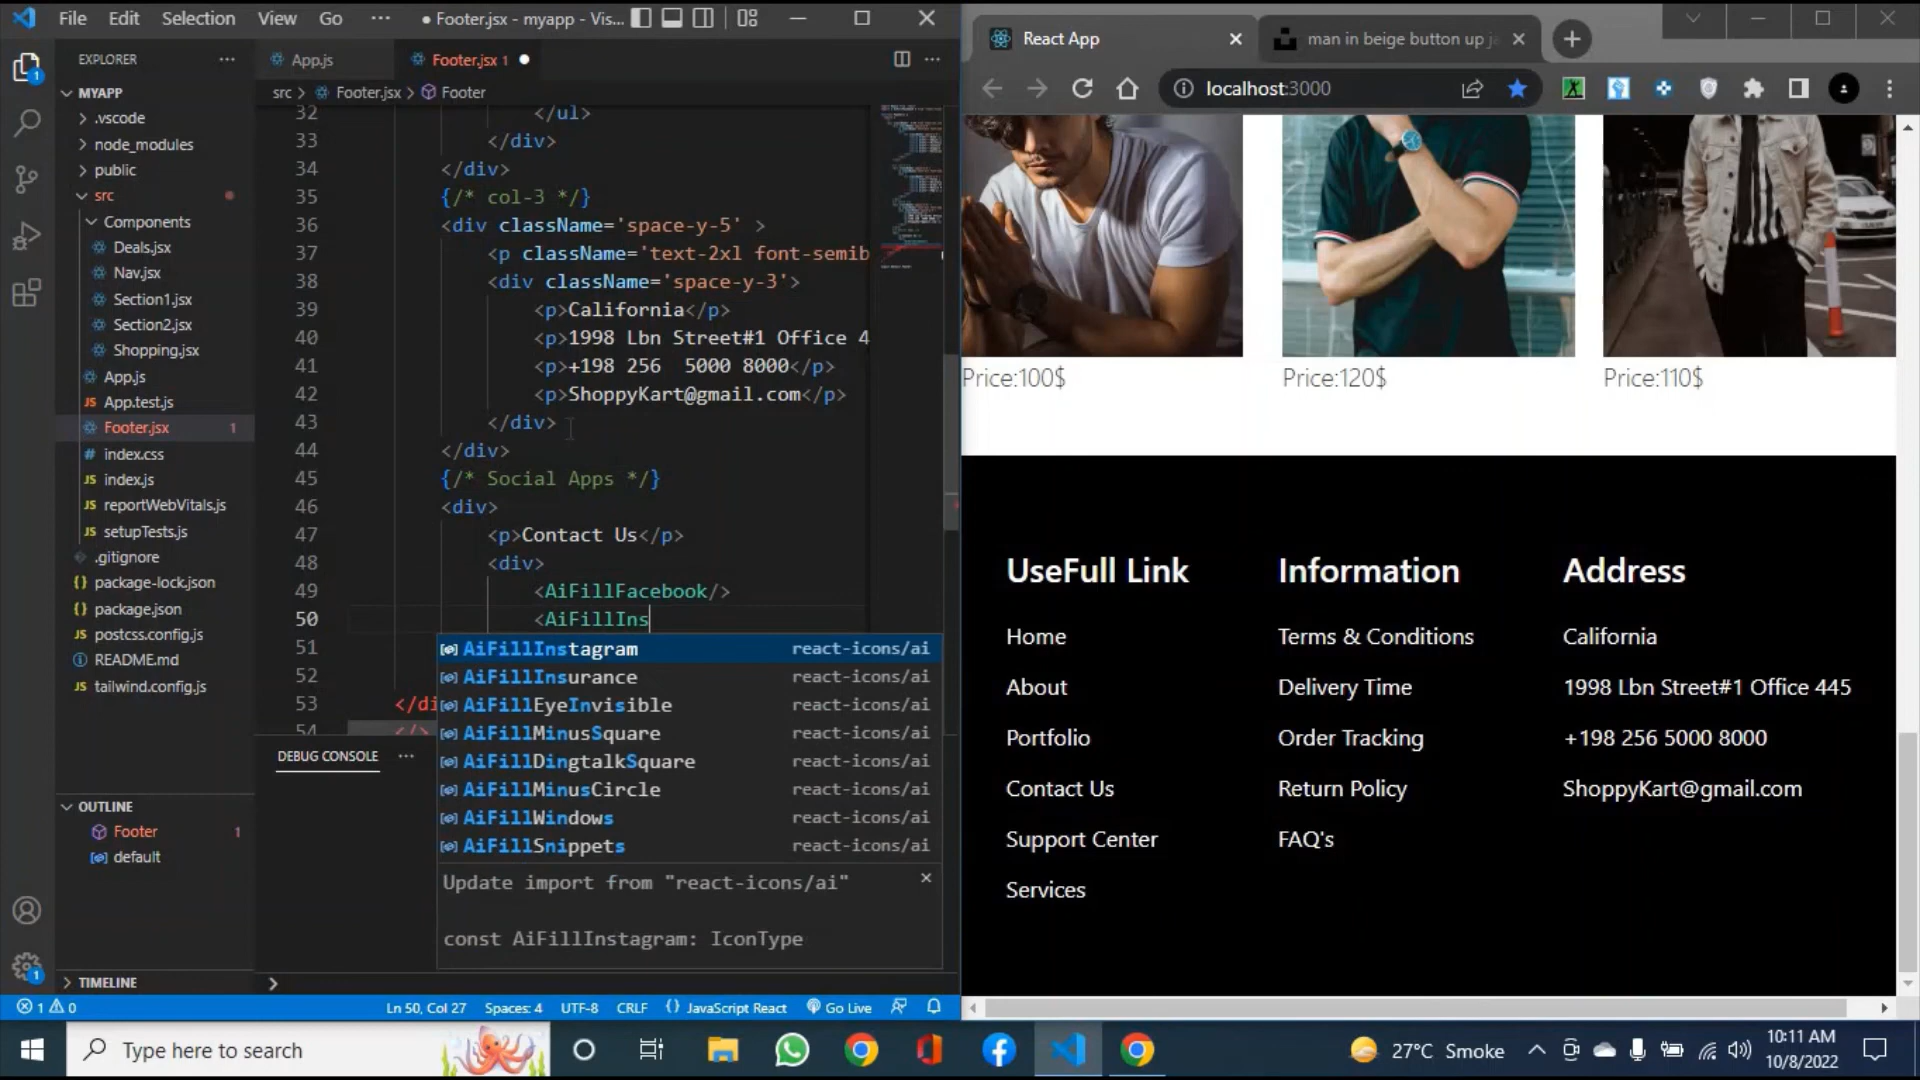 File Edit Selection View Go ··· ● Footer.jsx - myapp - Vis...
EXPLORER ···
MYAPP
.vscode
node_modules
public
src
Components
Deals.jsx
Nav.jsx
Section1.jsx
Section2.jsx
Shopping.jsx
App.js
App.test.js
Footer.jsx 1
index.css
index.js
reportWebVitals.js
setupTests.js
.gitignore
package-lock.json
package.json
postcss.config.js
README.md
tailwind.config.js
OUTLINE
Footer 1
default
TIMELINE
App.js Footer.jsx 1 ●
src > Footer.jsx > Footer
32 </ul>
33 </div>
34 </div>
35 {/* col-3 */}
36 <div className='space-y-5' >
37 <p className='text-2xl font-semib
38 <div className='space-y-3'>
39 <p>California</p>
40 <p>1998 Lbn Street#1 Office 4
41 <p>+198 256  5000 8000</p>
42 <p>ShoppyKart@gmail.com</p>
43 </div>
44 </div>
45 {/* Social Apps */}
46 <div>
47 <p>Contact Us</p>
48 <div>
49 <AiFillFacebook/>
50 <AiFillIns
51
52
53 </di
54 </>
AiFillInstagram react-icons/ai
AiFillInsurance react-icons/ai
AiFillEyeInvisible react-icons/ai
AiFillMinusSquare react-icons/ai
AiFillDingtalkSquare react-icons/ai
AiFillMinusCircle react-icons/ai
AiFillWindows react-icons/ai
AiFillSnippets react-icons/ai
Update import from "react-icons/ai"
const AiFillInstagram: IconType
DEBUG CONSOLE ···
1 0 Ln 50, Col 27 Spaces: 4 UTF-8 CRLF {} JavaScript React Go Live
React App
man in beige button up ja
localhost:3000
Price:100$ Price:120$ Price:110$
UseFull Link
Home
About
Portfolio
Contact Us
Support Center
Services
Information
Terms & Conditions
Delivery Time
Order Tracking
Return Policy
FAQ's
Address
California
1998 Lbn Street#1 Office 445
+198 256 5000 8000
ShoppyKart@gmail.com
Type here to search
27°C Smoke
10:11 AM
10/8/2022